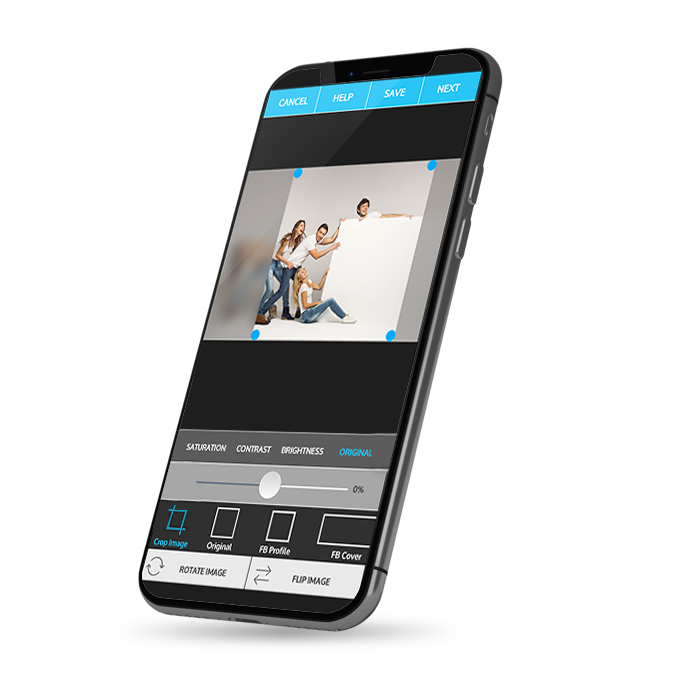 CANCEL HELP SAVE NEXT
SATURATION CONTRAST BRIGHTNESS ORIGINAL
0%
Crop Image Original FB Profile FB Cover
ROTATE IMAGE FLIP IMAGE